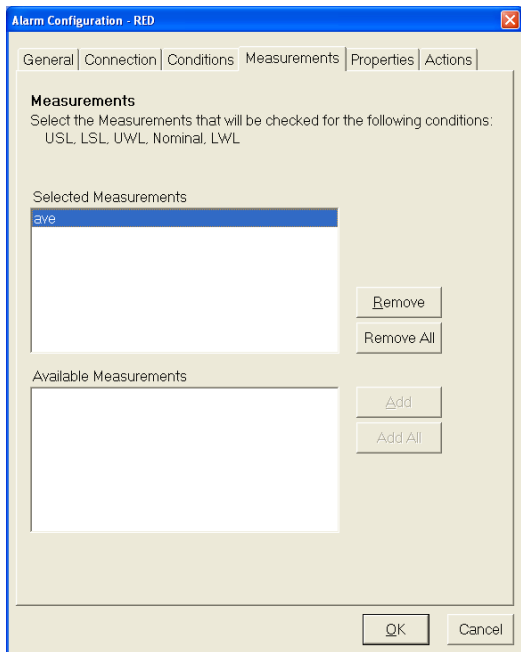 Alarm Configuration - RED
General Connection Conditions Measurements Properties Actions
Measurements
Select the Measurements that will be checked for the following conditions:
USL, LSL, UWL, Nominal, LWL
Selected Measurements
ave
Remove
Remove All
Available Measurements
Add
Add All
OK Cancel